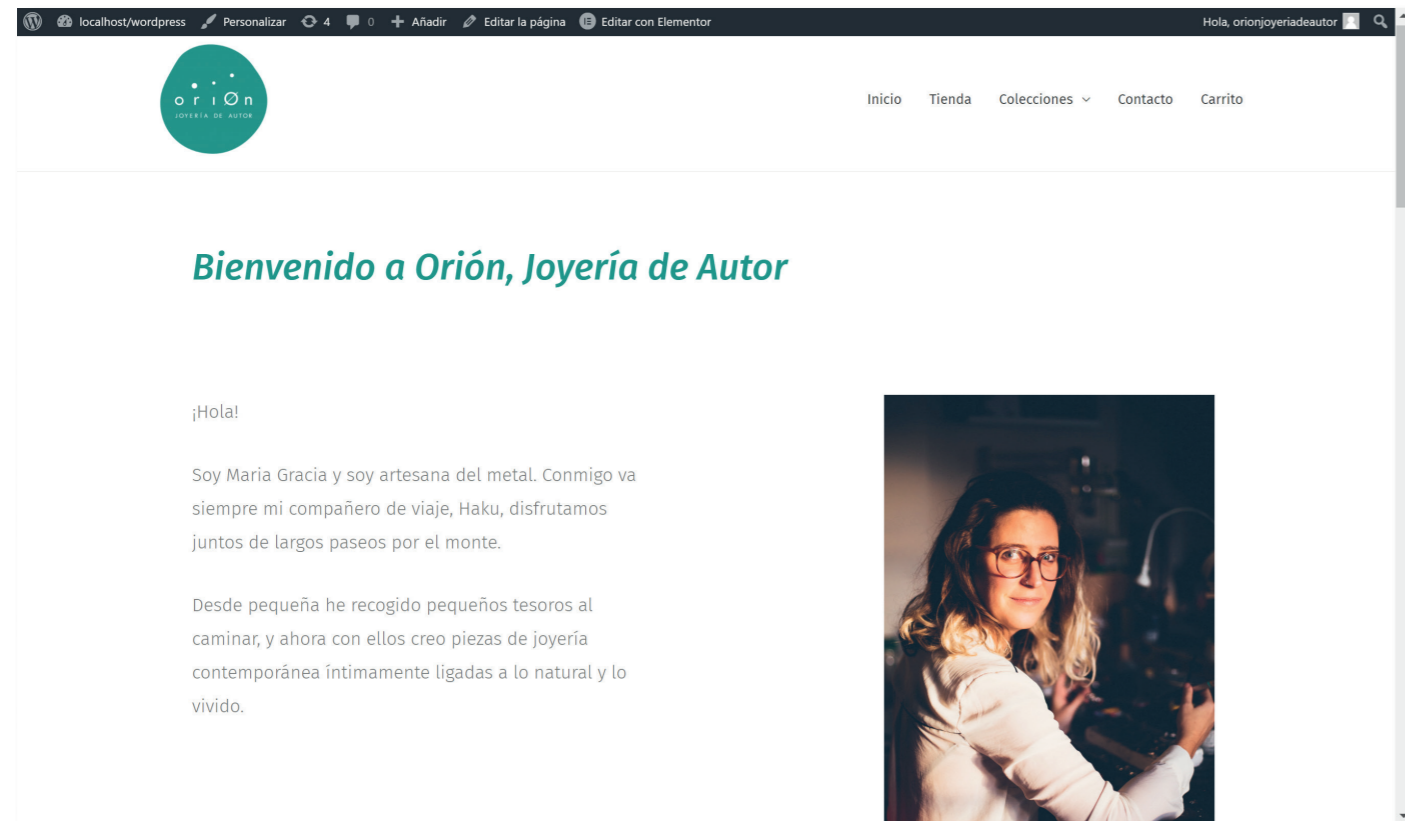 localhost/wordpress Personalizar 4 0 Añadir Editar la página Editar con Elementor Hola, orionjoyeriadeautor
oriØn
JOYERÍA DE AUTOR
Inicio Tienda Colecciones Contacto Carrito
Bienvenido a Orión, Joyería de Autor
¡Hola!
Soy Maria Gracia y soy artesana del metal. Conmigo va
siempre mi compañero de viaje, Haku, disfrutamos
juntos de largos paseos por el monte.
Desde pequeña he recogido pequeños tesoros al
caminar, y ahora con ellos creo piezas de joyería
contemporánea íntimamente ligadas a lo natural y lo
vivido.